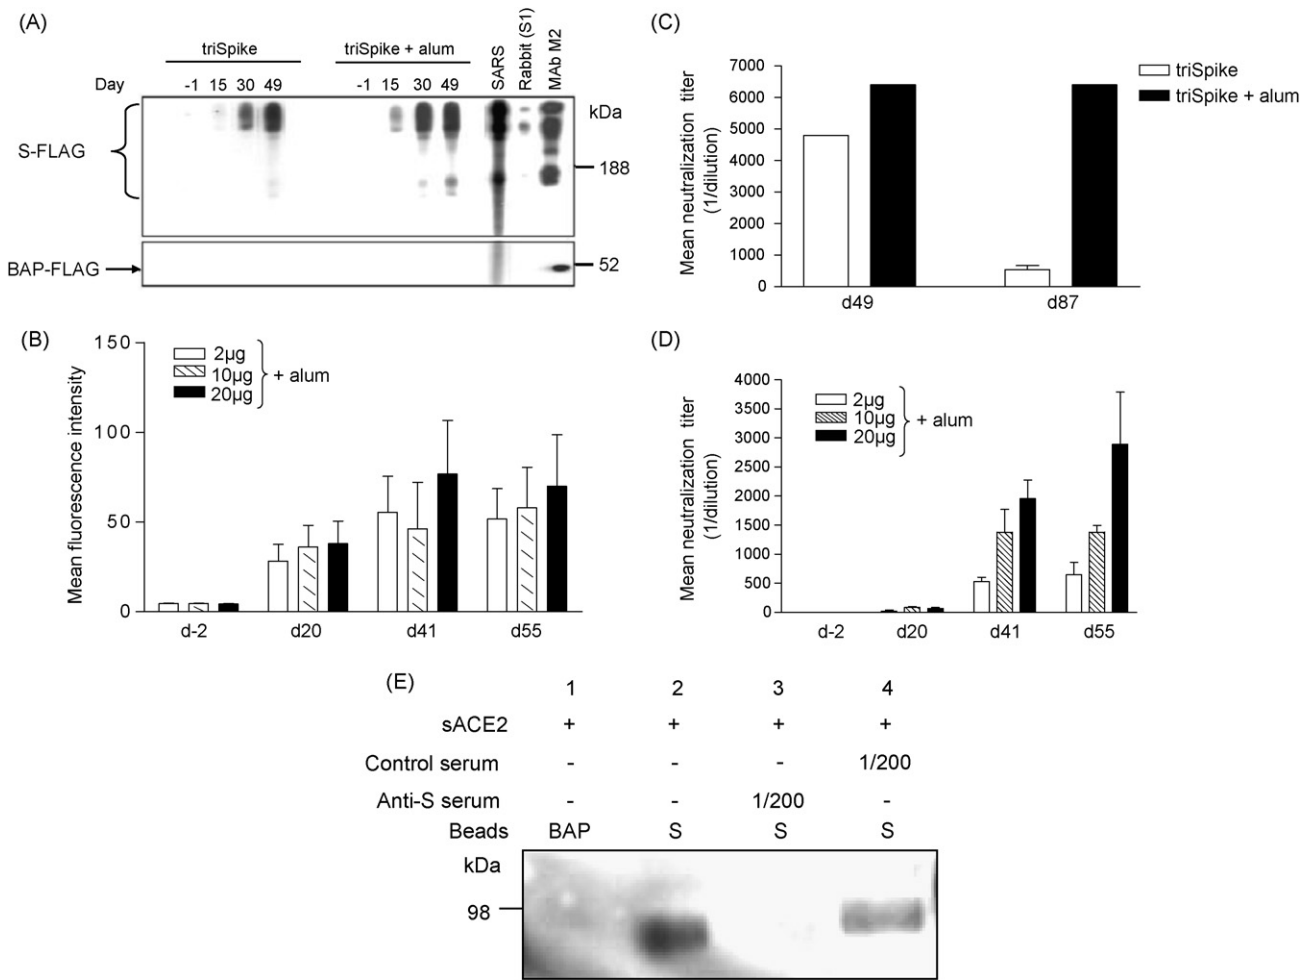 (A)
triSpike
triSpike + alum
SARS
Rabbit (S1)
MAb M2
Day -1 15 30 49 -1 15 30 49
kDa
S-FLAG
188
BAP-FLAG
52
(C)
Mean neutralization titer
(1/dilution)
7000
6000
5000
4000
3000
2000
1000
0
d49 d87
triSpike
triSpike + alum
(B)
Mean fluorescence intensity
150
100
50
0
2µg
10µg
20µg
+ alum
d-2 d20 d41 d55
(D)
Mean neutralization titer
(1/dilution)
4000
3500
3000
2500
2000
1500
1000
500
0
2µg
10µg
20µg
+ alum
d-2 d20 d41 d55
(E)
1 2 3 4
sACE2 + + + +
Control serum - - - 1/200
Anti-S serum - - 1/200 -
Beads BAP S S S
kDa
98